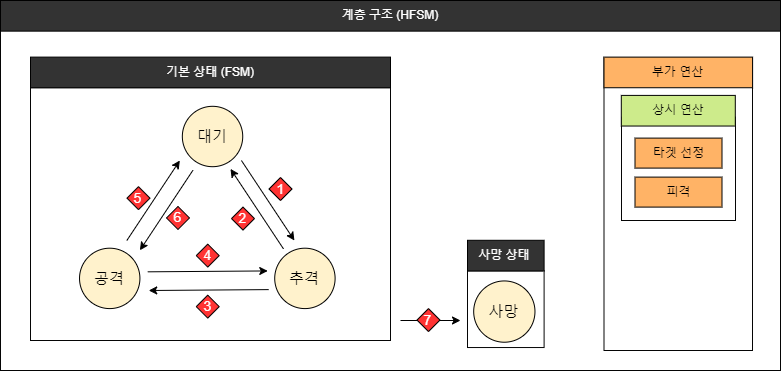 계층 구조 (HFSM)
기본 상태 (FSM)
대기
5
6
1
2
공격
4
3
추격
7
사망 상태
사망
부가 연산
상시 연산
타겟 선정
피격